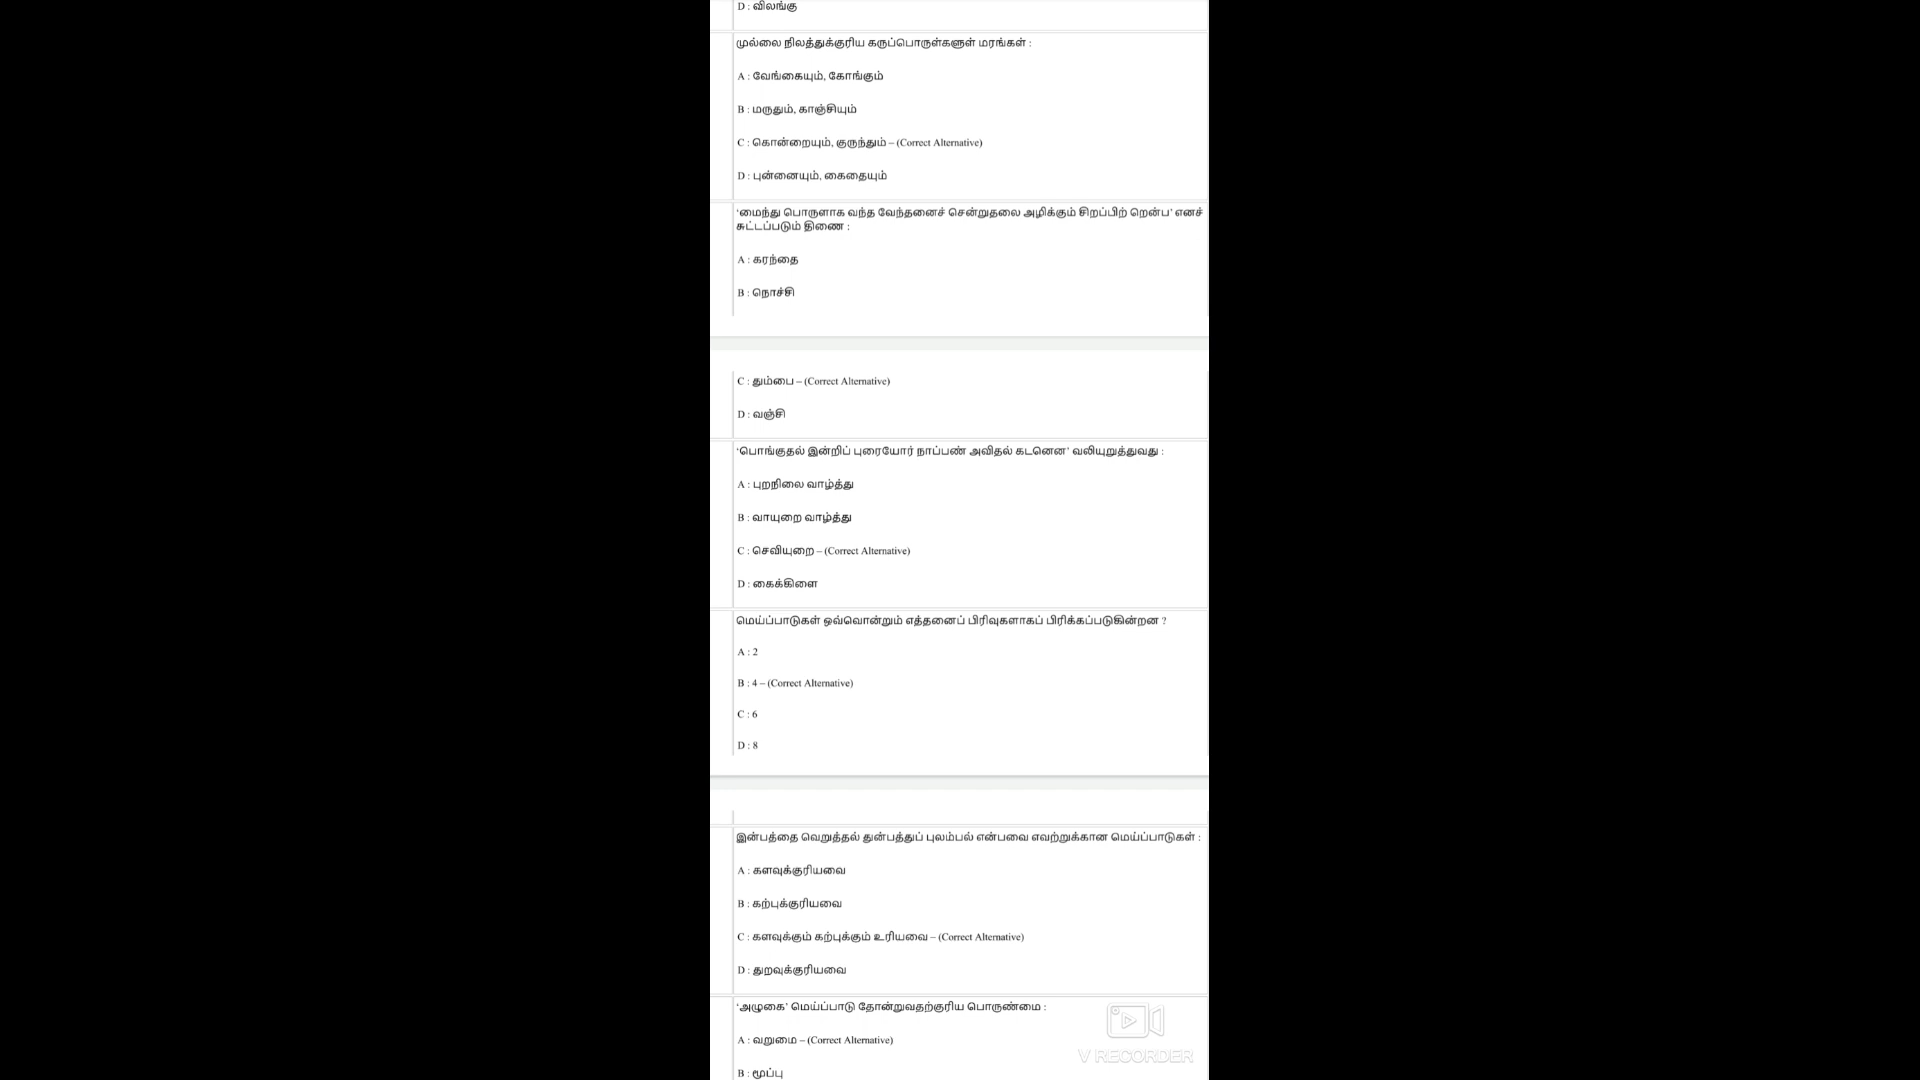 D : விலங்கு
முல்லை நிலத்துக்குரிய கருப்பொருள்களுள் மரங்கள் :
A : வேங்கையும், கோங்கும்
B : மருதும், காஞ்சியும்
C : கொன்றையும், குருந்தும் – (Correct Alternative)
D : புன்னையும், கைதையும்
‘மைந்து பொருளாக வந்த வேந்தனைச் சென்றுதலை அழிக்கும் சிறப்பிற் றென்ப’ எனச்
சுட்டப்படும் திணை :
A : கரந்தை
B : நொச்சி
C : தும்பை – (Correct Alternative)
D : வஞ்சி
‘பொங்குதல் இன்றிப் புரையோர் நாப்பண் அவிதல் கடனென’ வலியுறுத்துவது :
A : புறநிலை வாழ்த்து
B : வாயுறை வாழ்த்து
C : செவியுறை – (Correct Alternative)
D : கைக்கிளை
மெய்ப்பாடுகள் ஒவ்வொன்றும் எத்தனைப் பிரிவுகளாகப் பிரிக்கப்படுகின்றன ?
A : 2
B : 4 – (Correct Alternative)
C : 6
D : 8
இன்பத்தை வெறுத்தல் துன்பத்துப் புலம்பல் என்பவை எவற்றுக்கான மெய்ப்பாடுகள் :
A : களவுக்குரியவை
B : கற்புக்குரியவை
C : களவுக்கும் கற்புக்கும் உரியவை – (Correct Alternative)
D : துறவுக்குரியவை
‘அழுகை’ மெய்ப்பாடு தோன்றுவதற்குரிய பொருண்மை :
A : வறுமை – (Correct Alternative)
B : மூப்பு
V RECORDER